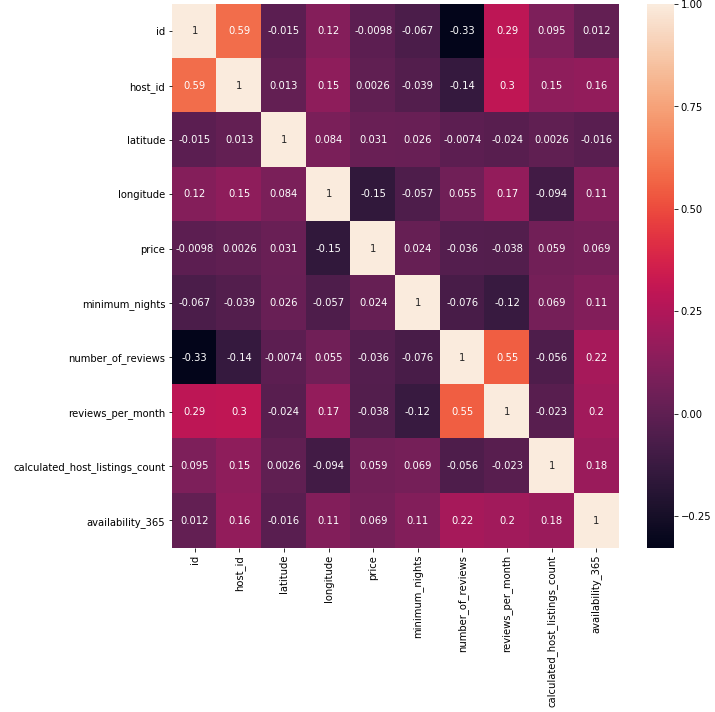 id 1 0.59 -0.015 0.12 -0.0098 -0.067 -0.33 0.29 0.095 0.012
host_id 0.59 1 0.013 0.15 0.0026 -0.039 -0.14 0.3 0.15 0.16
latitude -0.015 0.013 1 0.084 0.031 0.026 -0.0074 -0.024 0.0026 -0.016
longitude 0.12 0.15 0.084 1 -0.15 -0.057 0.055 0.17 -0.094 0.11
price -0.0098 0.0026 0.031 -0.15 1 0.024 -0.036 -0.038 0.059 0.069
minimum_nights -0.067 -0.039 0.026 -0.057 0.024 1 -0.076 -0.12 0.069 0.11
number_of_reviews -0.33 -0.14 -0.0074 0.055 -0.036 -0.076 1 0.55 -0.056 0.22
reviews_per_month 0.29 0.3 -0.024 0.17 -0.038 -0.12 0.55 1 -0.023 0.2
calculated_host_listings_count 0.095 0.15 0.0026 -0.094 0.059 0.069 -0.056 -0.023 1 0.18
availability_365 0.012 0.16 -0.016 0.11 0.069 0.11 0.22 0.2 0.18 1
id
host_id
latitude
longitude
price
minimum_nights
number_of_reviews
reviews_per_month
calculated_host_listings_count
availability_365
1.00
0.75
0.50
0.25
0.00
−0.25